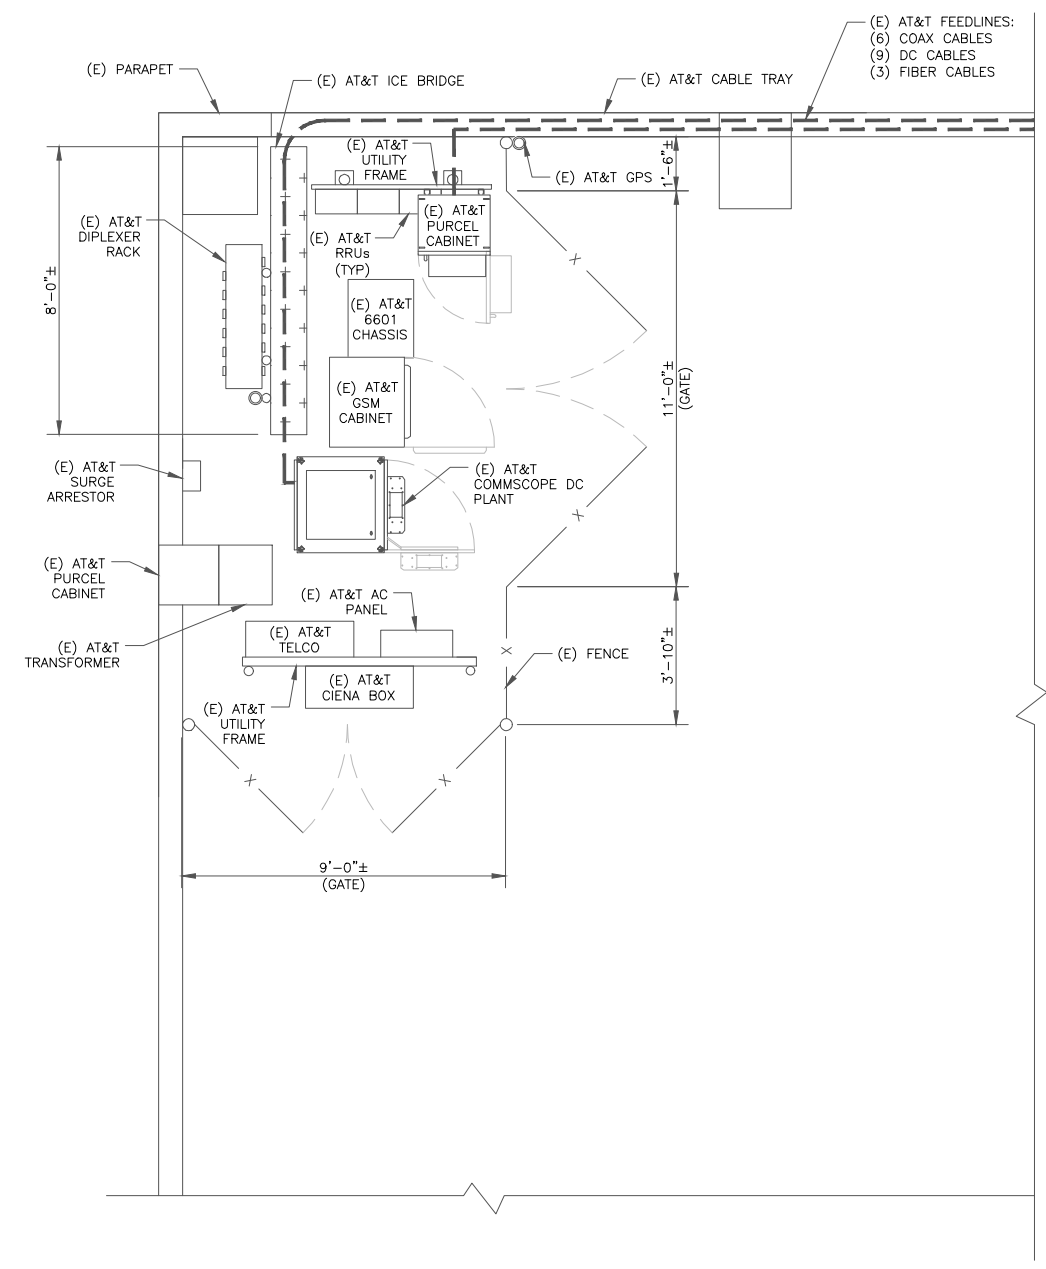 (E) AT&T FEEDLINES:
(6) COAX CABLES
(9) DC CABLES
(3) FIBER CABLES
(E) PARAPET
(E) AT&T ICE BRIDGE
(E) AT&T CABLE TRAY
(E) AT&T
UTILITY
FRAME
1'-6"±
(E) AT&T GPS
(E) AT&T
PURCEL
CABINET
(E) AT&T
DIPLEXER
RACK
(E) AT&T
RRUs
(TYP)
X
8'-0"±
(E) AT&T
6601
CHASSIS
(E) AT&T
GSM
CABINET
11'-0"±
(GATE)
(E) AT&T
SURGE
ARRESTOR
(E) AT&T
COMMSCOPE DC
PLANT
X
(E) AT&T
PURCEL
CABINET
(E) AT&T AC
PANEL
(E) AT&T
TELCO
(E) AT&T
TRANSFORMER
X
(E) FENCE
3'-10"±
(E) AT&T
CIENA BOX
(E) AT&T
UTILITY
FRAME
X
X
9'-0"±
(GATE)